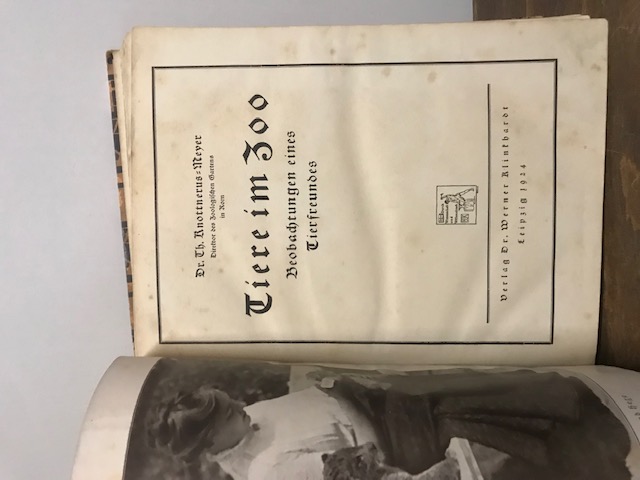 Dr. Th. Knottnerus-Meyer
Direktor des Zoologischen Gartens
in Rom
Tiere im Zoo
Beobachtungen eines
Tierfreundes
Verlag Dr. Werner Klinkhardt
Leipzig 1924